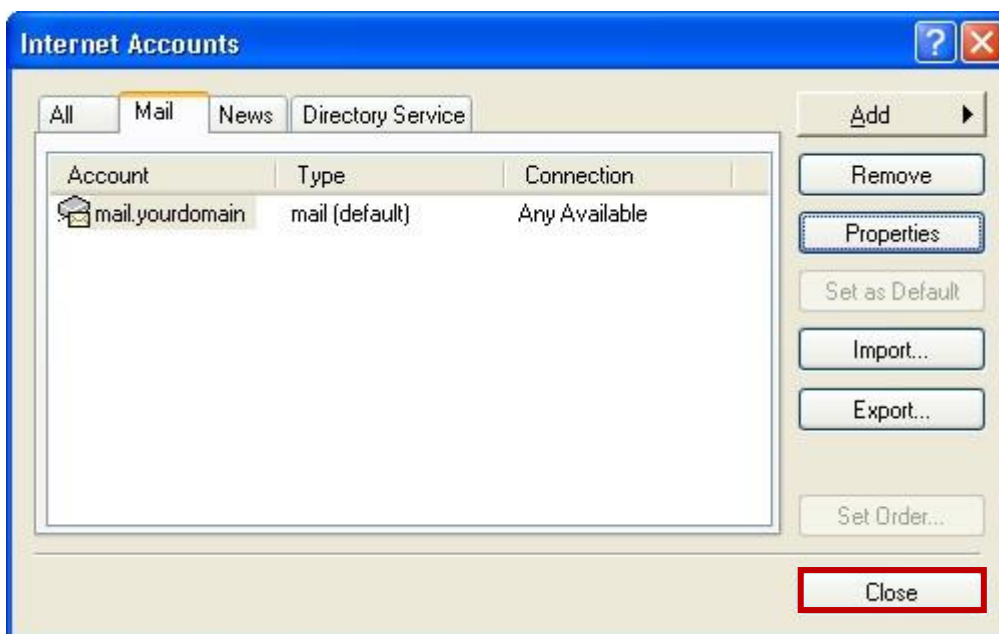 Internet Accounts
All Mail News Directory Service
Account Type Connection
mail.yourdomain mail (default) Any Available
Add
Remove
Properties
Set as Default
Import...
Export...
Set Order...
Close